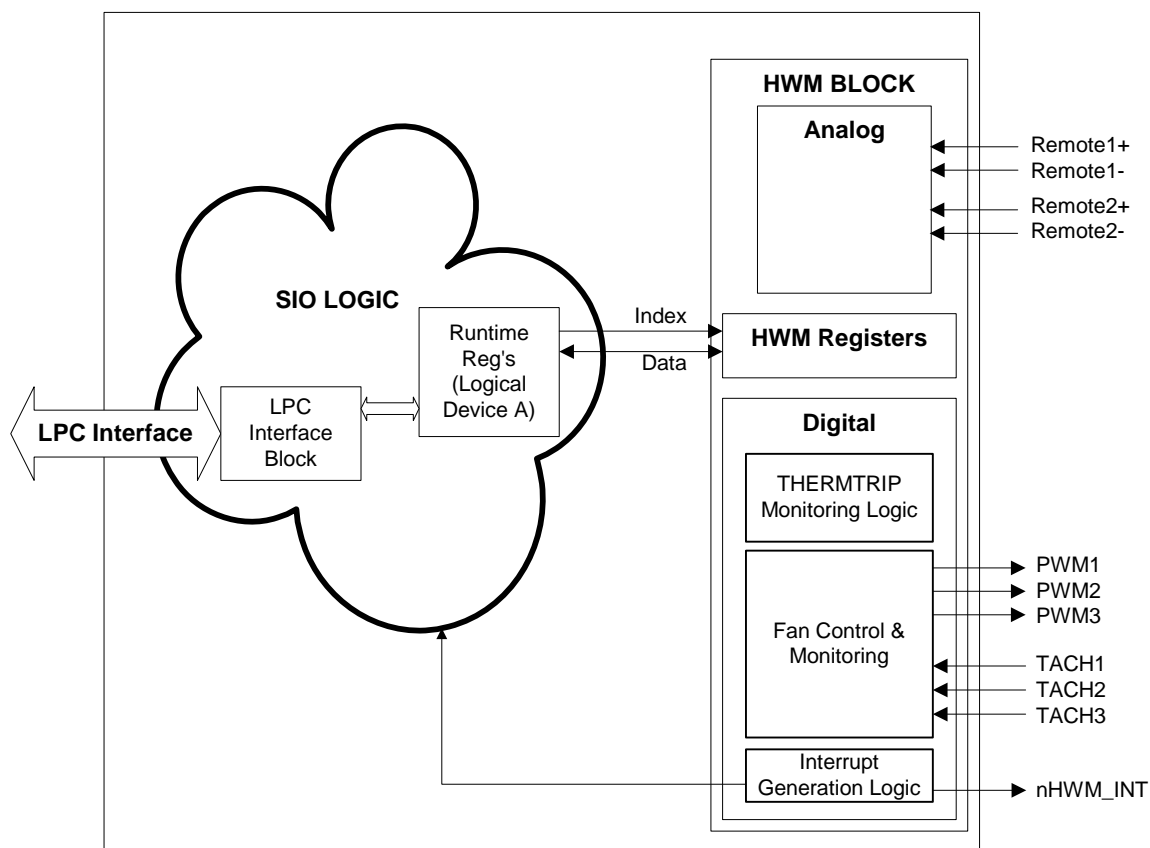 HWM BLOCK
Analog
Remote1+
Remote1-
Remote2+
Remote2-
SIO LOGIC
Runtime
Reg's
(Logical
Device A)
Index
Data
HWM Registers
LPC Interface
LPC
Interface
Block
Digital
THERMTRIP
Monitoring Logic
Fan Control &
Monitoring
PWM1
PWM2
PWM3
TACH1
TACH2
TACH3
Interrupt
Generation Logic
nHWM_INT